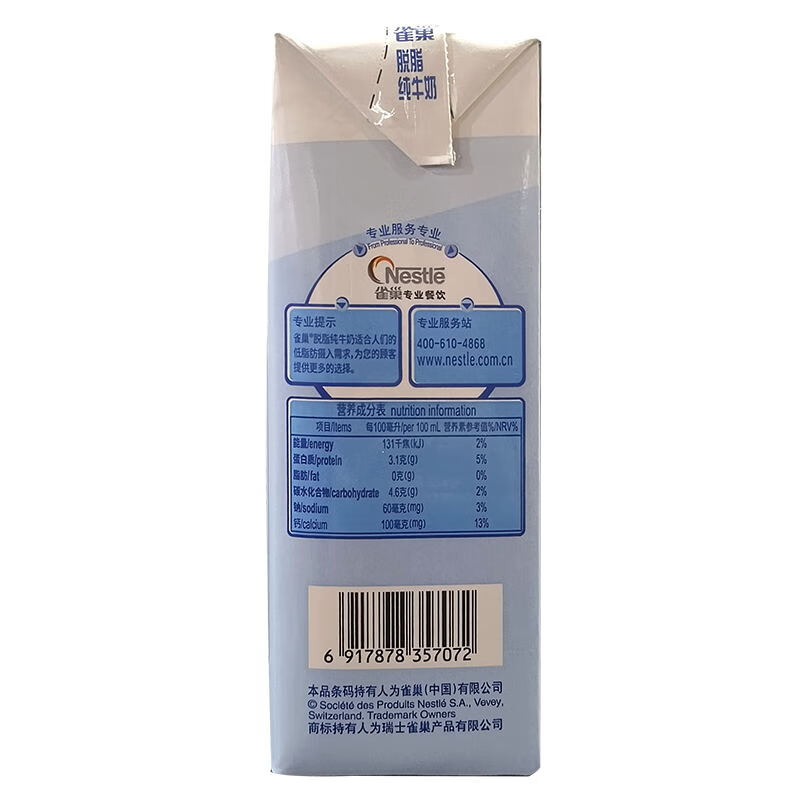 雀巢
脱脂
纯牛奶
专业服务专业
From Professional To Professional
Nestlé
雀巢专业餐饮
专业提示
雀巢®脱脂纯牛奶适合人们的
低脂肪摄入需求,为您的顾客
提供更多的选择。
专业服务站
400-610-4868
www.nestle.com.cn
营养成分表 nutrition information
项目/Items 每100毫升/per 100 mL 营养素参考值%/NRV%
能量/energy 131千焦(kJ) 2%
蛋白质/protein 3.1克(g) 5%
脂肪/fat 0克(g) 0%
碳水化合物/carbohydrate 4.6克(g) 2%
钠/sodium 60毫克(mg) 3%
钙/calcium 100毫克(mg) 13%
6 917878 357072
本品条码持有人为雀巢(中国)有限公司
© Société des Produits Nestlé S.A., Vevey,
Switzerland. Trademark Owners
商标持有人为瑞士雀巢产品有限公司